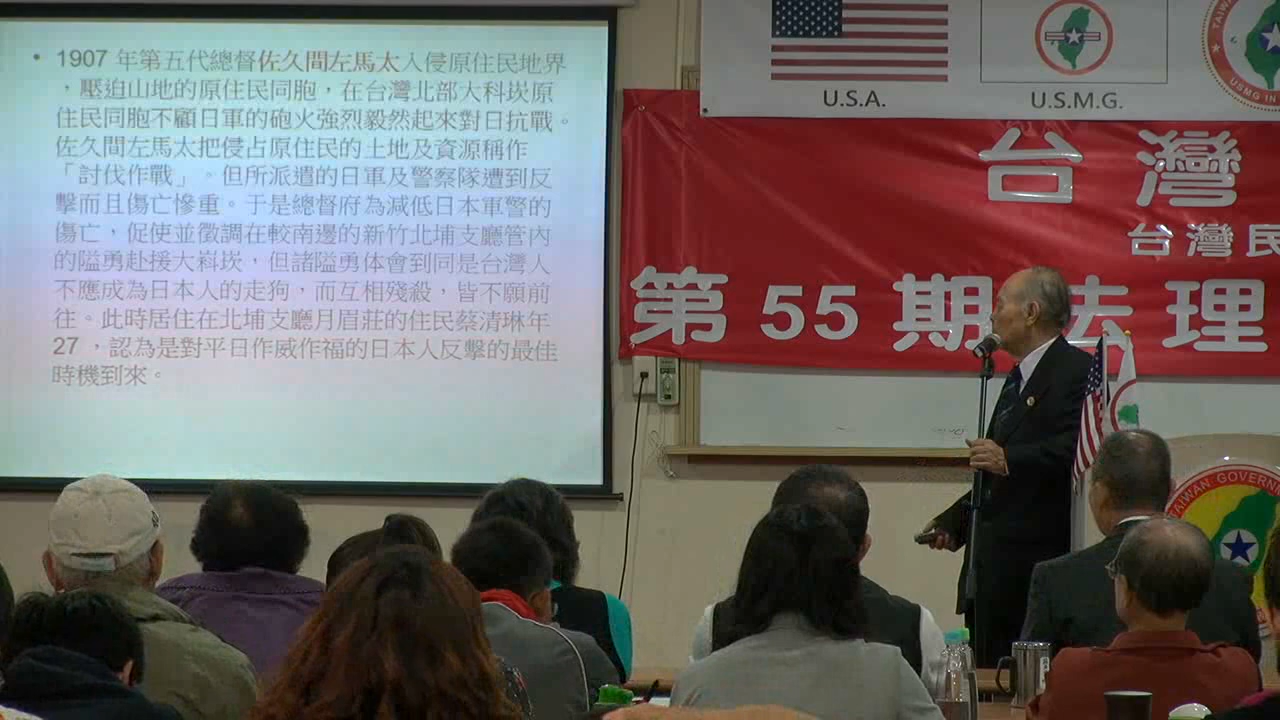 • 1907 年第五代總督佐久間左馬太入侵原住民地界
，壓迫山地的原住民同胞，在台灣北部大科崁原
住民同胞不顧日軍的砲火強烈毅然起來對日抗戰。
佐久間左馬太把侵占原住民的土地及資源稱作
「討伐作戰」。但所派遣的日軍及警察隊遭到反
擊而且傷亡慘重。于是總督府為減低日本軍警的
傷亡，促使並徵調在較南邊的新竹北埔支廳管內
的隘勇赴援大嵙崁，但諸隘勇体會到同是台灣人
不應成為日本人的走狗，而互相殘殺，皆不願前
往。此時居住在北埔支廳月眉莊的住民蔡清琳年
27 ，認為是對平日作威作福的日本人反擊的最佳
時機到來。
U.S.A.
U.S.M.G.
USMG IN
台灣
台灣民
第 55 期法理
TAIWAN GOVERN